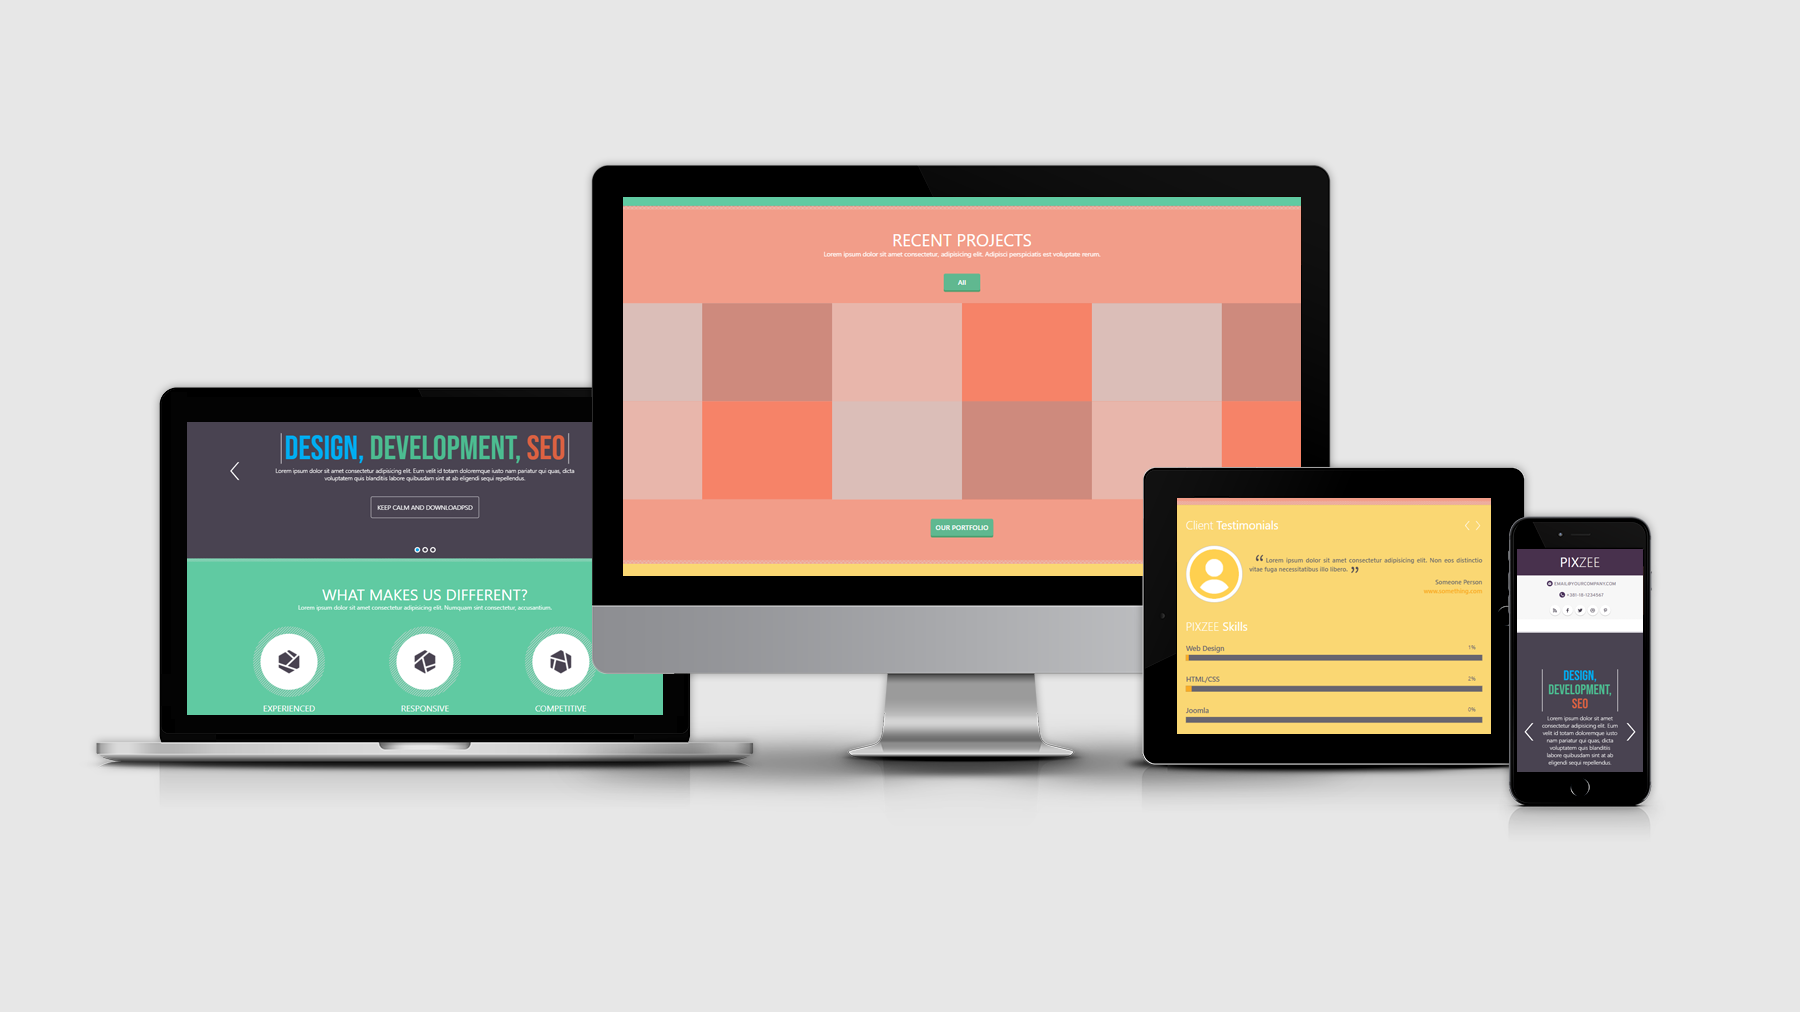 DESIGN, DEVELOPMENT, SEO
Lorem ipsum dolor sit amet consectetur adipisicing elit. Eum velit id totam doloremque iusto nam pariatur qui quas, dicta
voluptatem quis blanditiis labore quibusdam sint at ab eligendi sequi repellendus.
KEEP CALM AND DOWNLOADPSD
WHAT MAKES US DIFFERENT?
Lorem ipsum dolor sit amet consectetur adipisicing elit. Numquam sint consectetur, accusantium.
EXPERIENCED
RESPONSIVE
COMPETITIVE
RECENT PROJECTS
Lorem ipsum dolor sit amet consectetur, adipisicing elit. Adipisci perspiciatis est voluptate rerum.
All
OUR PORTFOLIO
Client Testimonials
“ Lorem ipsum dolor sit amet consectetur adipisicing elit. Non eos distinctio
vitae fuga necessitatibus illo libero. ”
Someone Person
www.something.com
PIXZEE Skills
Web Design 1%
HTML/CSS 2%
Joomla 0%
PIXZEE
EMAIL@YOURCOMPANY.COM
+381-18-1234567
DESIGN,
DEVELOPMENT,
SEO
Lorem ipsum dolor sit amet
consectetur adipisicing elit. Eum
velit id totam doloremque iusto
nam pariatur qui quas, dicta
voluptatem quis blanditiis
labore quibusdam sint at ab
eligendi sequi repellendus.